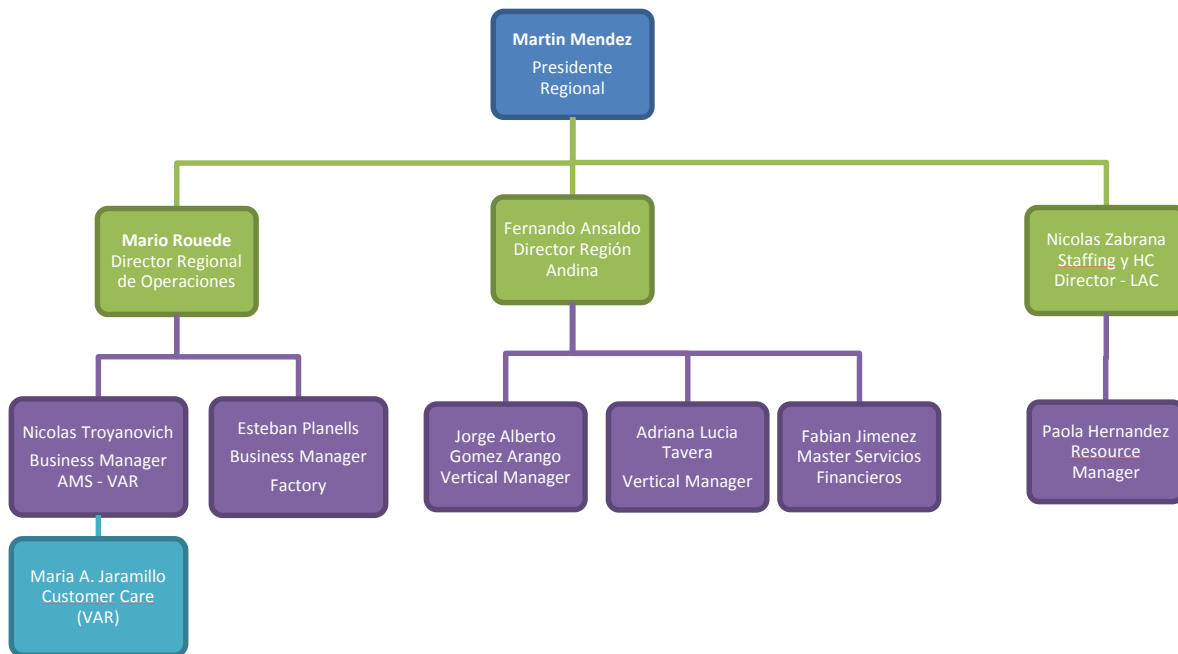 Martin Mendez
Presidente
Regional
Mario Rouede
Director Regional
de Operaciones
Fernando Ansaldo
Director Región
Andina
Nicolas Zabrana
Staffing y HC
Director - LAC
Nicolas Troyanovich
Business Manager
AMS - VAR
Esteban Planells
Business Manager
Factory
Jorge Alberto
Gomez Arango
Vertical Manager
Adriana Lucia
Tavera
Vertical Manager
Fabian Jimenez
Master Servicios
Financieros
Paola Hernandez
Resource
Manager
Maria A. Jaramillo
Customer Care
(VAR)